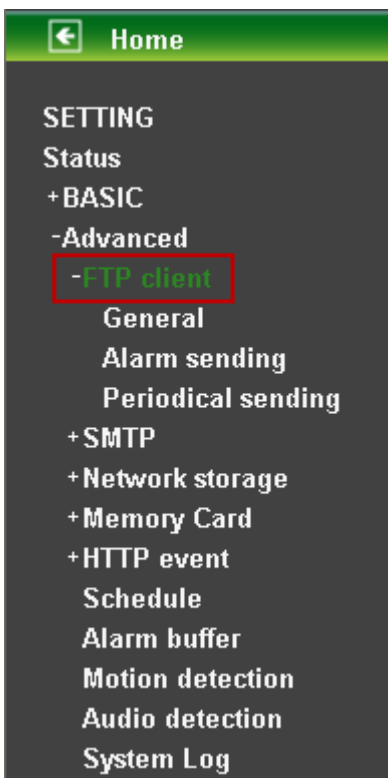 Home
SETTING
Status
+BASIC
-Advanced
-FTP client
General
Alarm sending
Periodical sending
+SMTP
+Network storage
+Memory Card
+HTTP event
Schedule
Alarm buffer
Motion detection
Audio detection
System Log